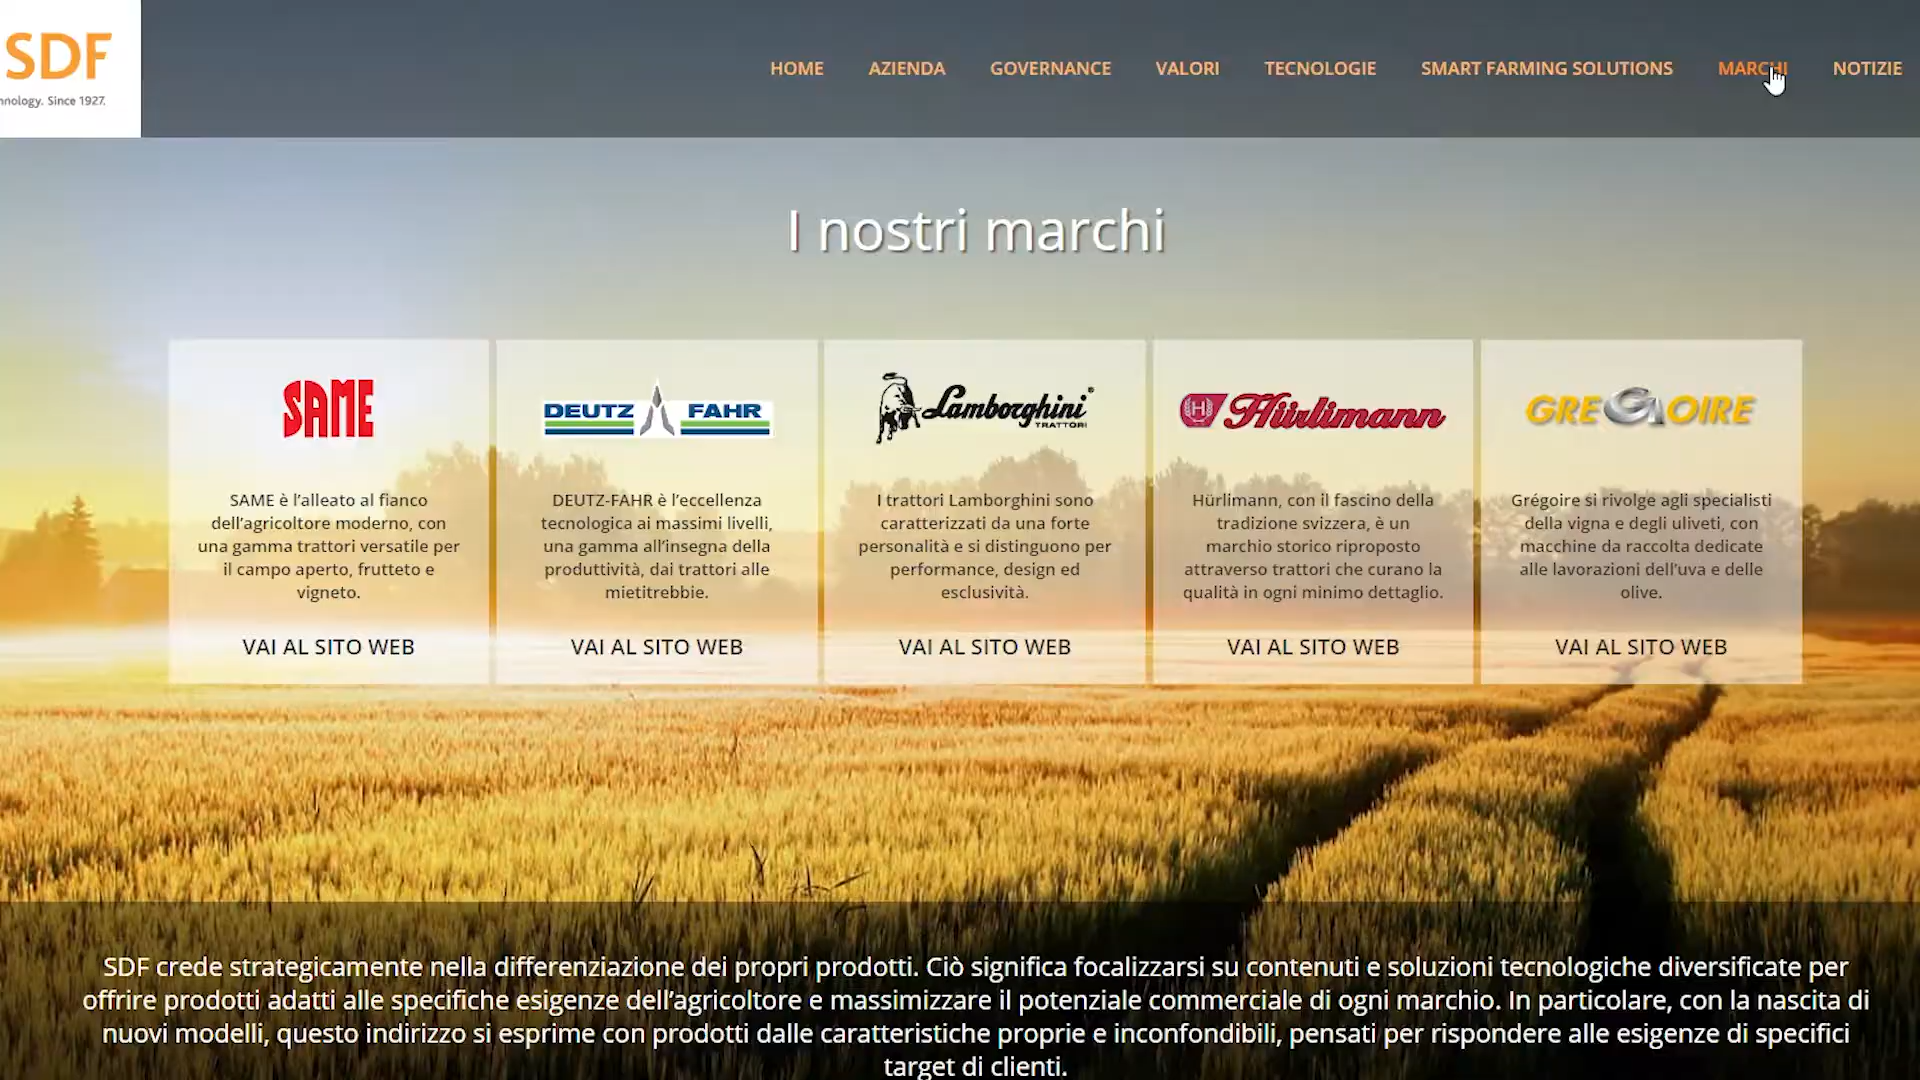 SDF
hnology. Since 1927.
HOME AZIENDA GOVERNANCE VALORI TECNOLOGIE SMART FARMING SOLUTIONS MARCHI NOTIZIE
I nostri marchi
SAME
SAME è l’alleato al fianco
dell’agricoltore moderno, con
una gamma trattori versatile per
il campo aperto, frutteto e
vigneto.
VAI AL SITO WEB
DEUTZ FAHR
DEUTZ-FAHR è l’eccellenza
tecnologica ai massimi livelli,
una gamma all’insegna della
produttività, dai trattori alle
mietitrebbie.
VAI AL SITO WEB
Lamborghini®
TRATTORI
I trattori Lamborghini sono
caratterizzati da una forte
personalità e si distinguono per
performance, design ed
esclusività.
VAI AL SITO WEB
H Hürlimann
Hürlimann, con il fascino della
tradizione svizzera, è un
marchio storico riproposto
attraverso trattori che curano la
qualità in ogni minimo dettaglio.
VAI AL SITO WEB
GREGOIRE
Grégoire si rivolge agli specialisti
della vigna e degli uliveti, con
macchine da raccolta dedicate
alle lavorazioni dell’uva e delle
olive.
VAI AL SITO WEB
SDF crede strategicamente nella differenziazione dei propri prodotti. Ciò significa focalizzarsi su contenuti e soluzioni tecnologiche diversificate per
offrire prodotti adatti alle specifiche esigenze dell’agricoltore e massimizzare il potenziale commerciale di ogni marchio. In particolare, con la nascita di
nuovi modelli, questo indirizzo si esprime con prodotti dalle caratteristiche proprie e inconfondibili, pensati per rispondere alle esigenze di specifici
target di clienti.